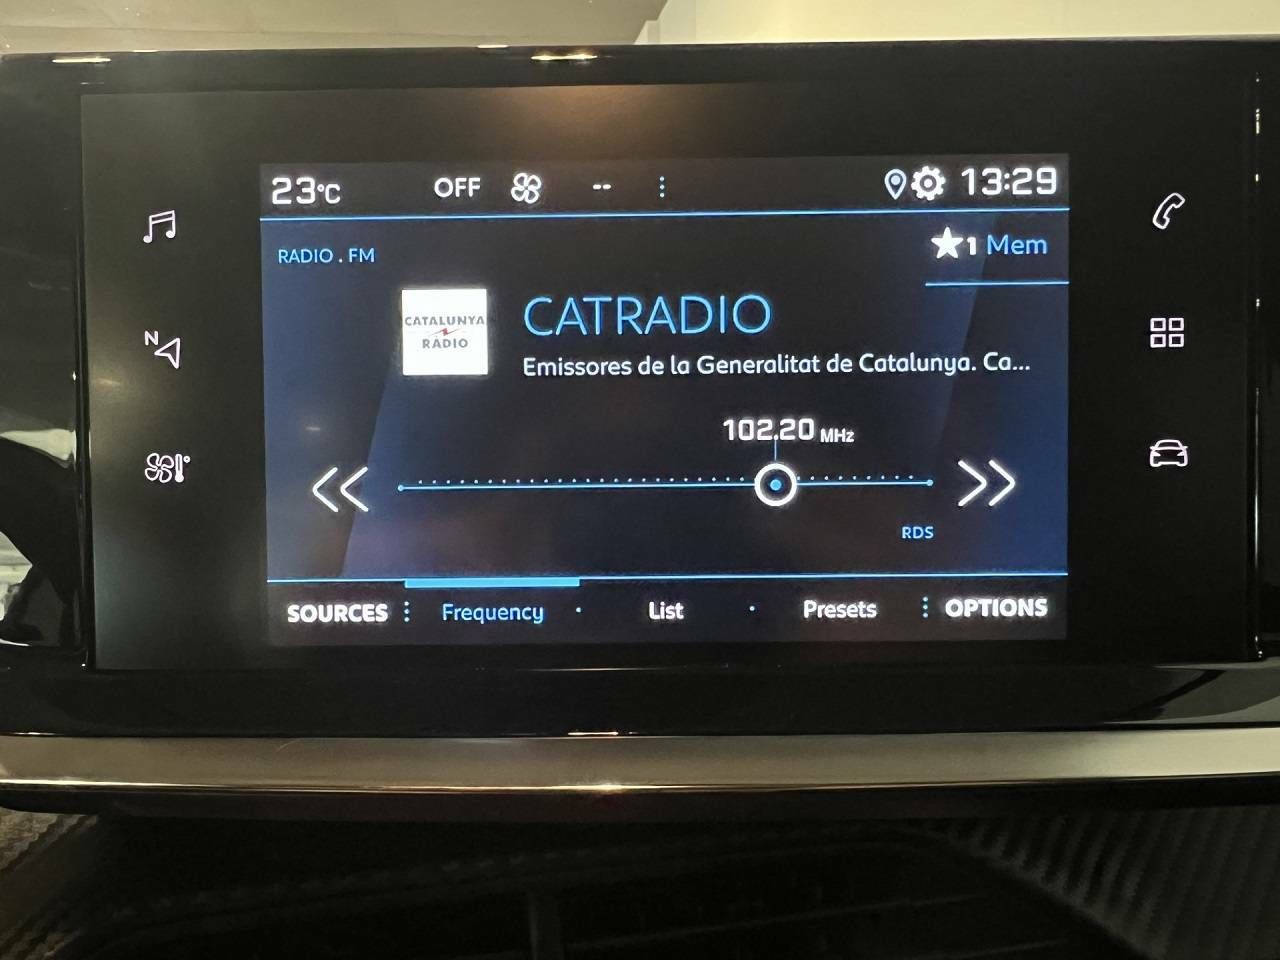 23°C OFF -- 13:29
RADIO . FM
1 Mem
CATALUNYA
RÀDIO
CATRADIO
Emissores de la Generalitat de Catalunya. Ca...
102.20 MHz
RDS
SOURCES Frequency List Presets OPTIONS
N